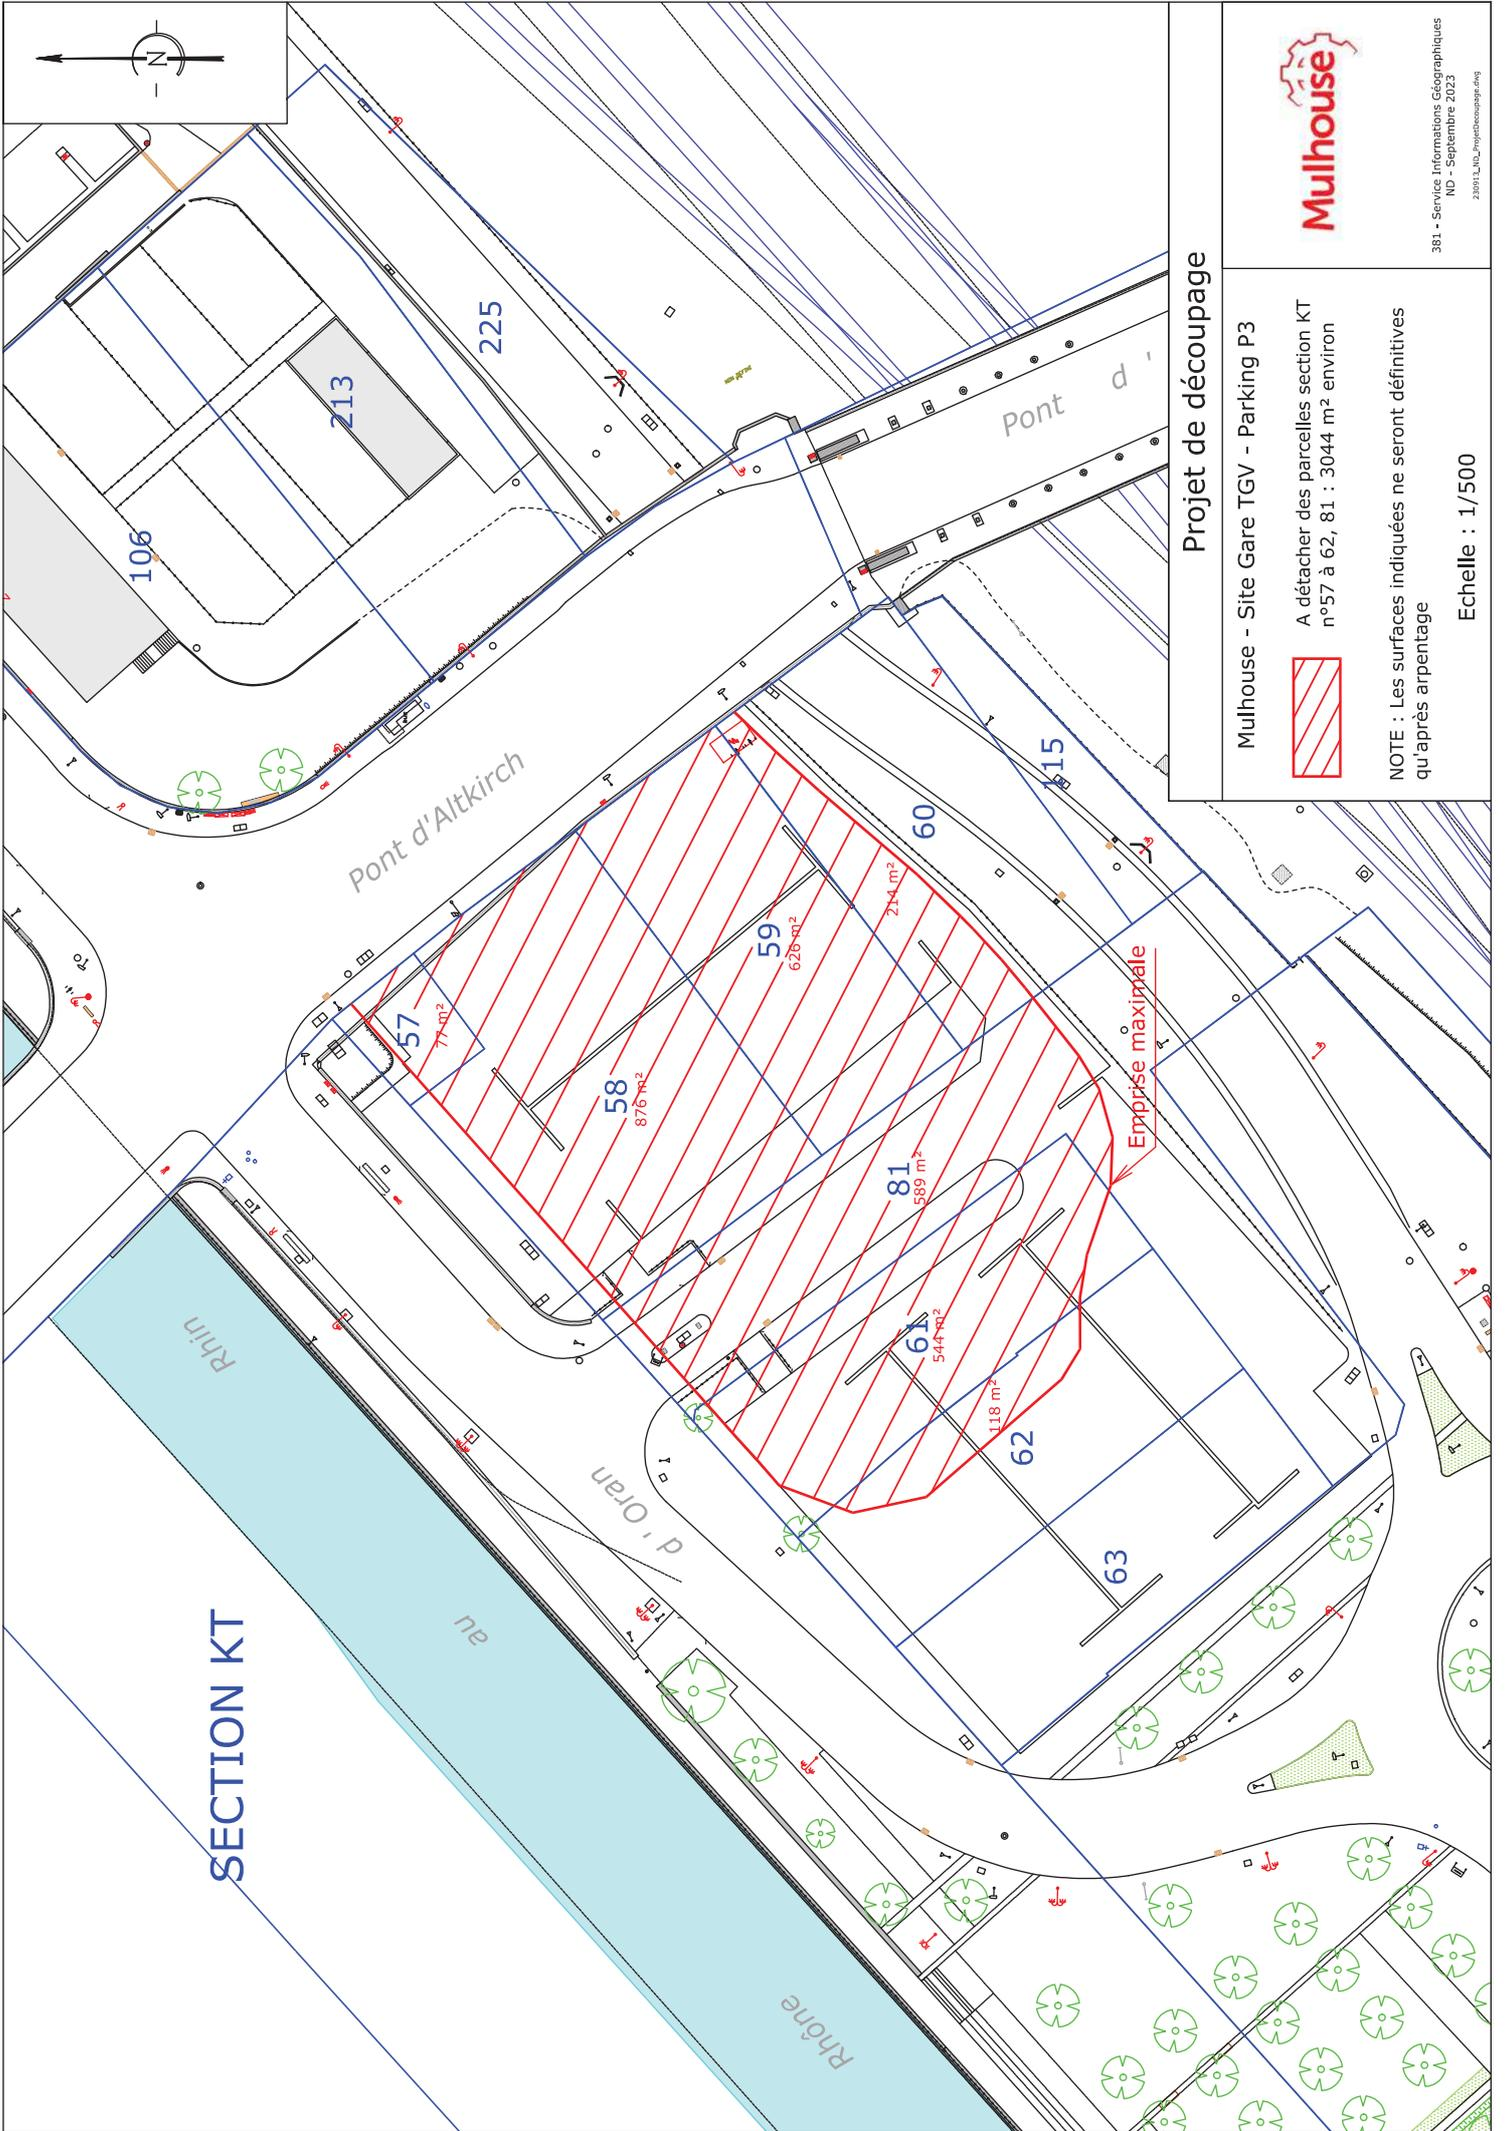 N
SECTION KT
Rhin
au
Rhône
d' Oran
Pont d'Altkirch
Pont d'
106
213
225
57
77 m²
58
876 m²
59
626 m²
214 m²
60
115
81
589 m²
61
544 m²
118 m²
62
63
Emprise maximale
Projet de découpage
Mulhouse - Site Gare TGV - Parking P3
A détacher des parcelles section KT
n°57 à 62, 81 : 3044 m² environ
NOTE : Les surfaces indiquées ne seront définitives
qu'après arpentage
Echelle : 1/500
Mulhouse
381 - Service Informations Géographiques
ND - Septembre 2023
230913_ND_ProjetDecoupage.dwg